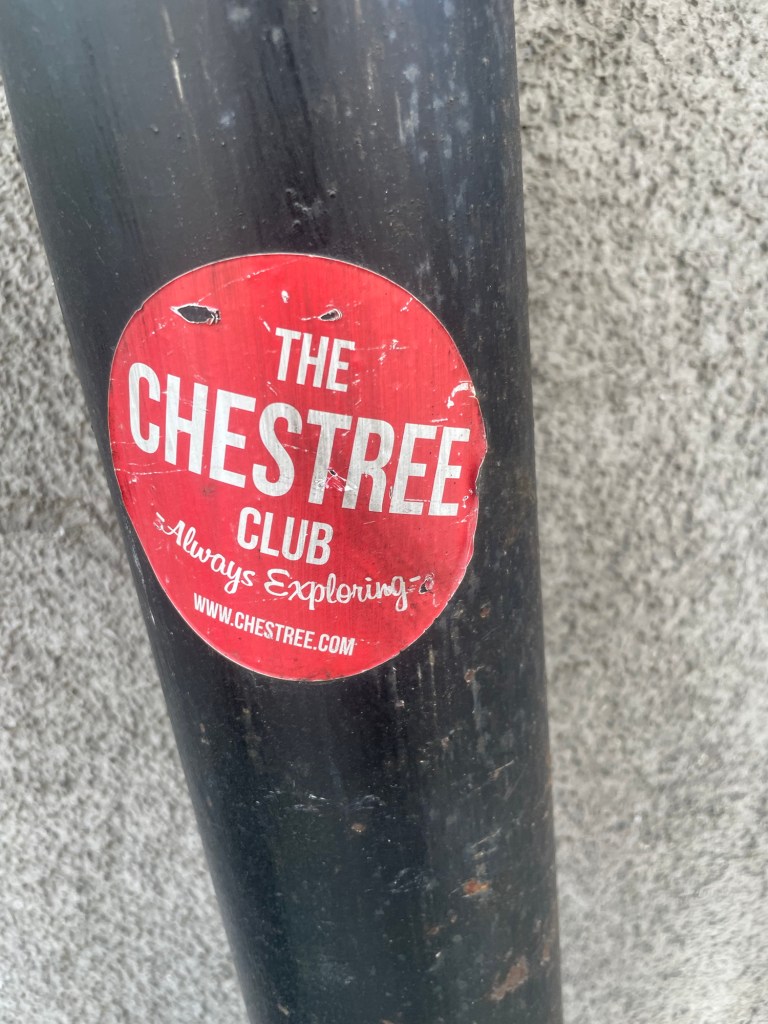 THE
CHESTREE
CLUB
-Always Exploring-
WWW.CHESTREE.COM